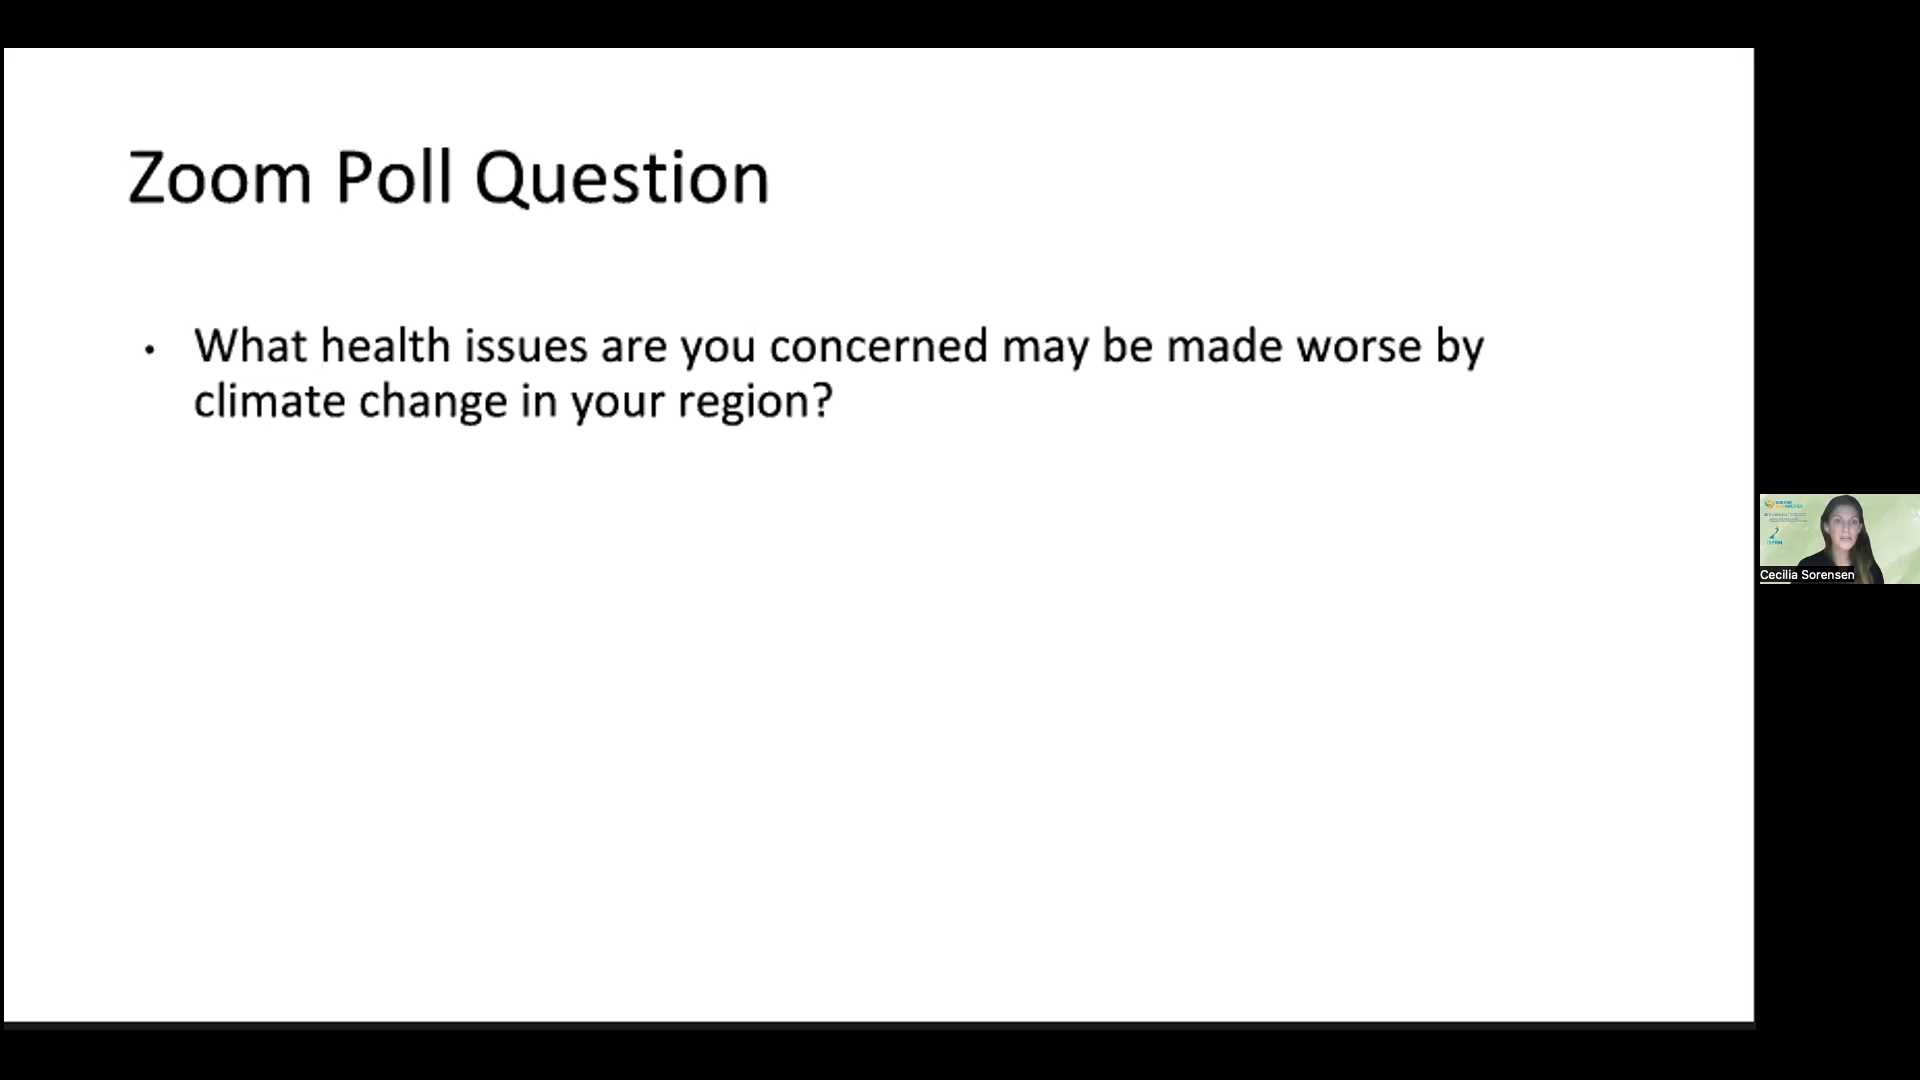 Zoom Poll Question
• What health issues are you concerned may be made worse by
climate change in your region?
Cecilia Sorensen